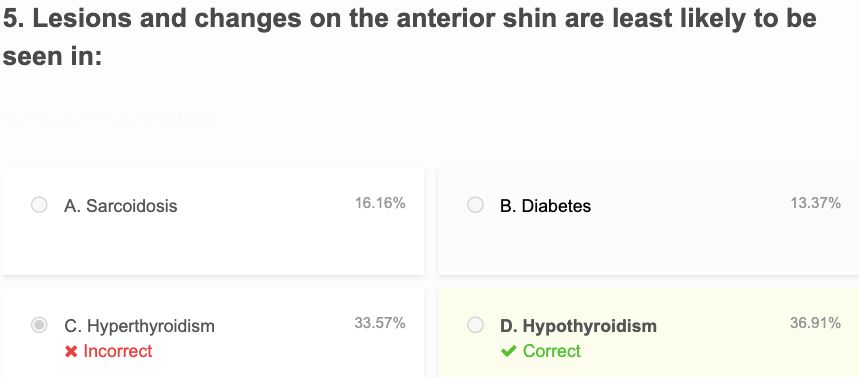 5. Lesions and changes on the anterior shin are least likely to be
seen in:
A. Sarcoidosis
16.16%
B. Diabetes
13.37%
C. Hyperthyroidism
33.57%
Incorrect
D. Hypothyroidism
36.91%
Correct